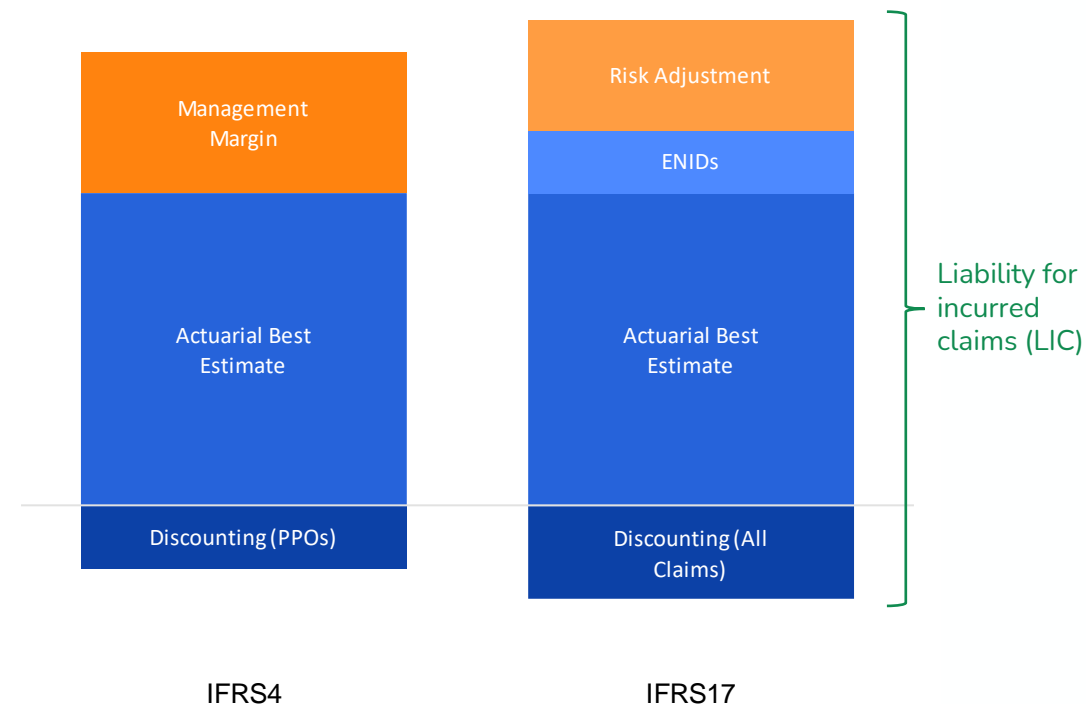 Management
Margin
Actuarial Best
Estimate
Discounting (PPOs)
IFRS4
Risk Adjustment
ENIDs
Actuarial Best
Estimate
Discounting (All
Claims)
IFRS17
Liability for
incurred
claims (LIC)